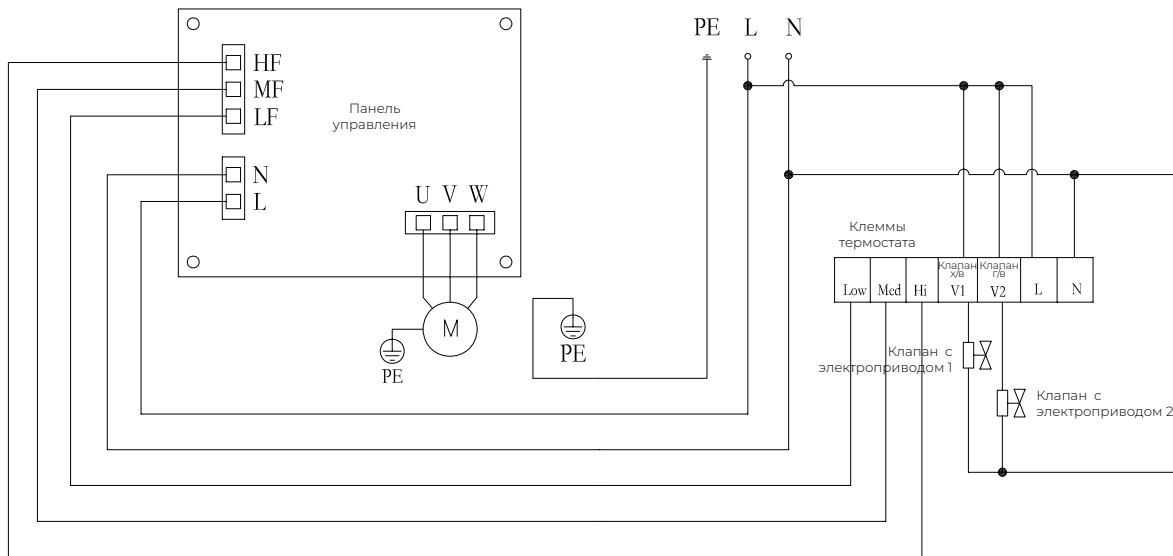 PE L N
HF
MF
LF
Панель
управления
N
L
U V W
Клеммы
термостата
Клапан
х/в
Клапан
г/в
Low Med Hi V1 V2 L N
M
PE
PE
Клапан с
электроприводом 1
Клапан с
электроприводом 2